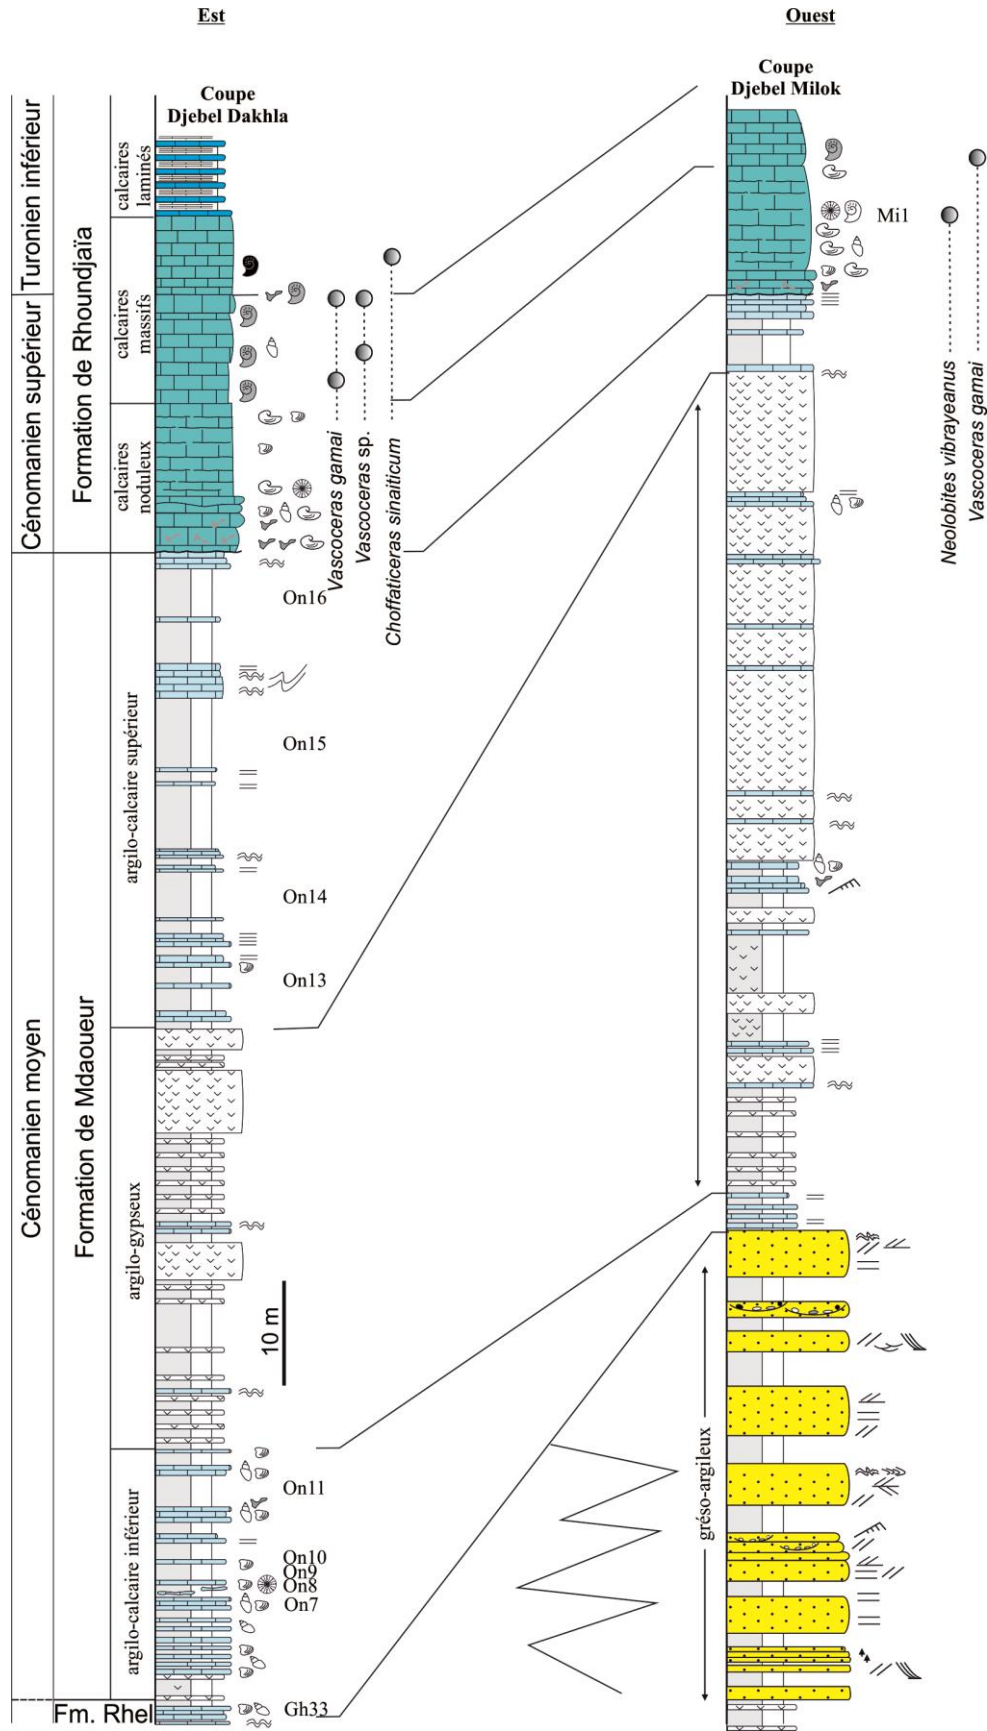 Est
Ouest
Coupe
Djebel Dakhla
Coupe
Djebel Milok
Turonien inférieur
Cénomanien supérieur
Cénomanien moyen
Formation de Rhoundjaïa
Formation de Mdaoueur
Fm. Rhel
calcaires
laminés
calcaires
massifs
calcaires
noduleux
argilo-calcaire supérieur
argilo-gypseux
argilo-calcaire inférieur
On16
On15
On14
On13
On11
On10
On9
On8
On7
Gh33
Vascoceras gamai
Vascoceras sp.
Choffaticeras sinaiticum
10 m
gréso-argileux
Mi1
Neolobites vibrayeanus
Vascoceras gamai